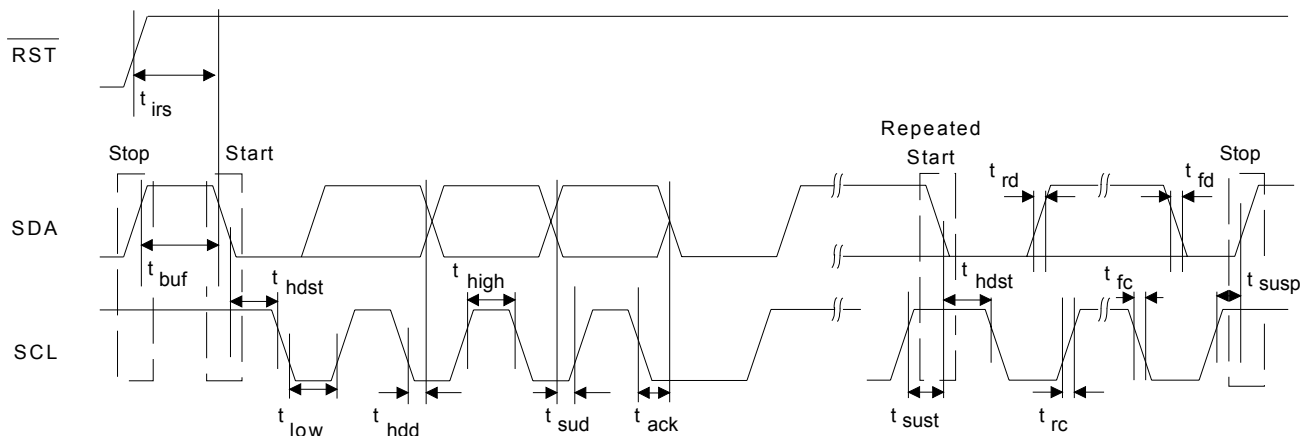 RST
t irs
Repeated
Stop Start Start Stop
t rd t fd
SDA
t buf t hdst t high t hdst t fc t susp
SCL
t low t hdd t sud t ack t sust t rc